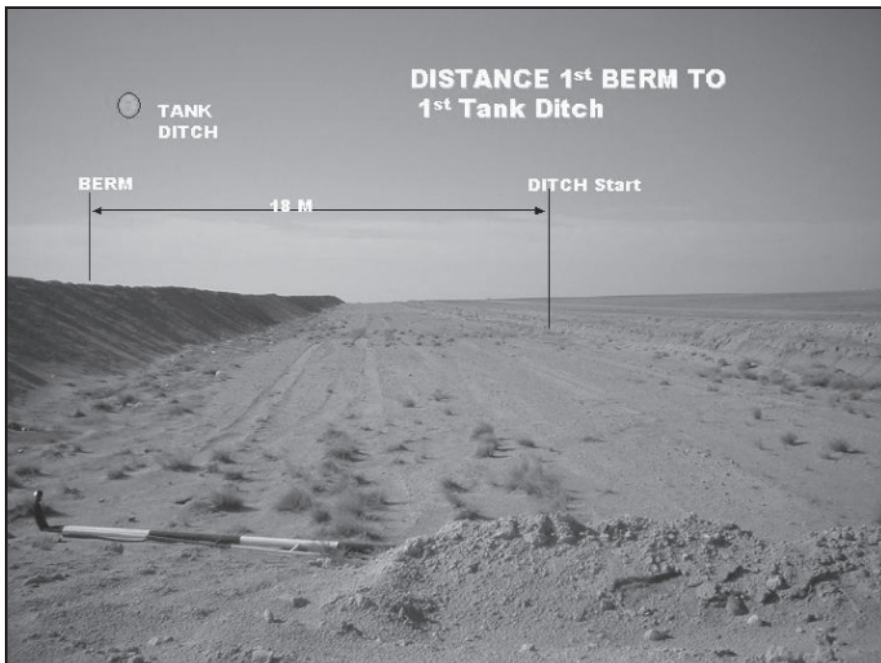 DISTANCE 1st BERM TO
1st Tank Ditch
TANK
DITCH
BERM
DITCH Start
18 M